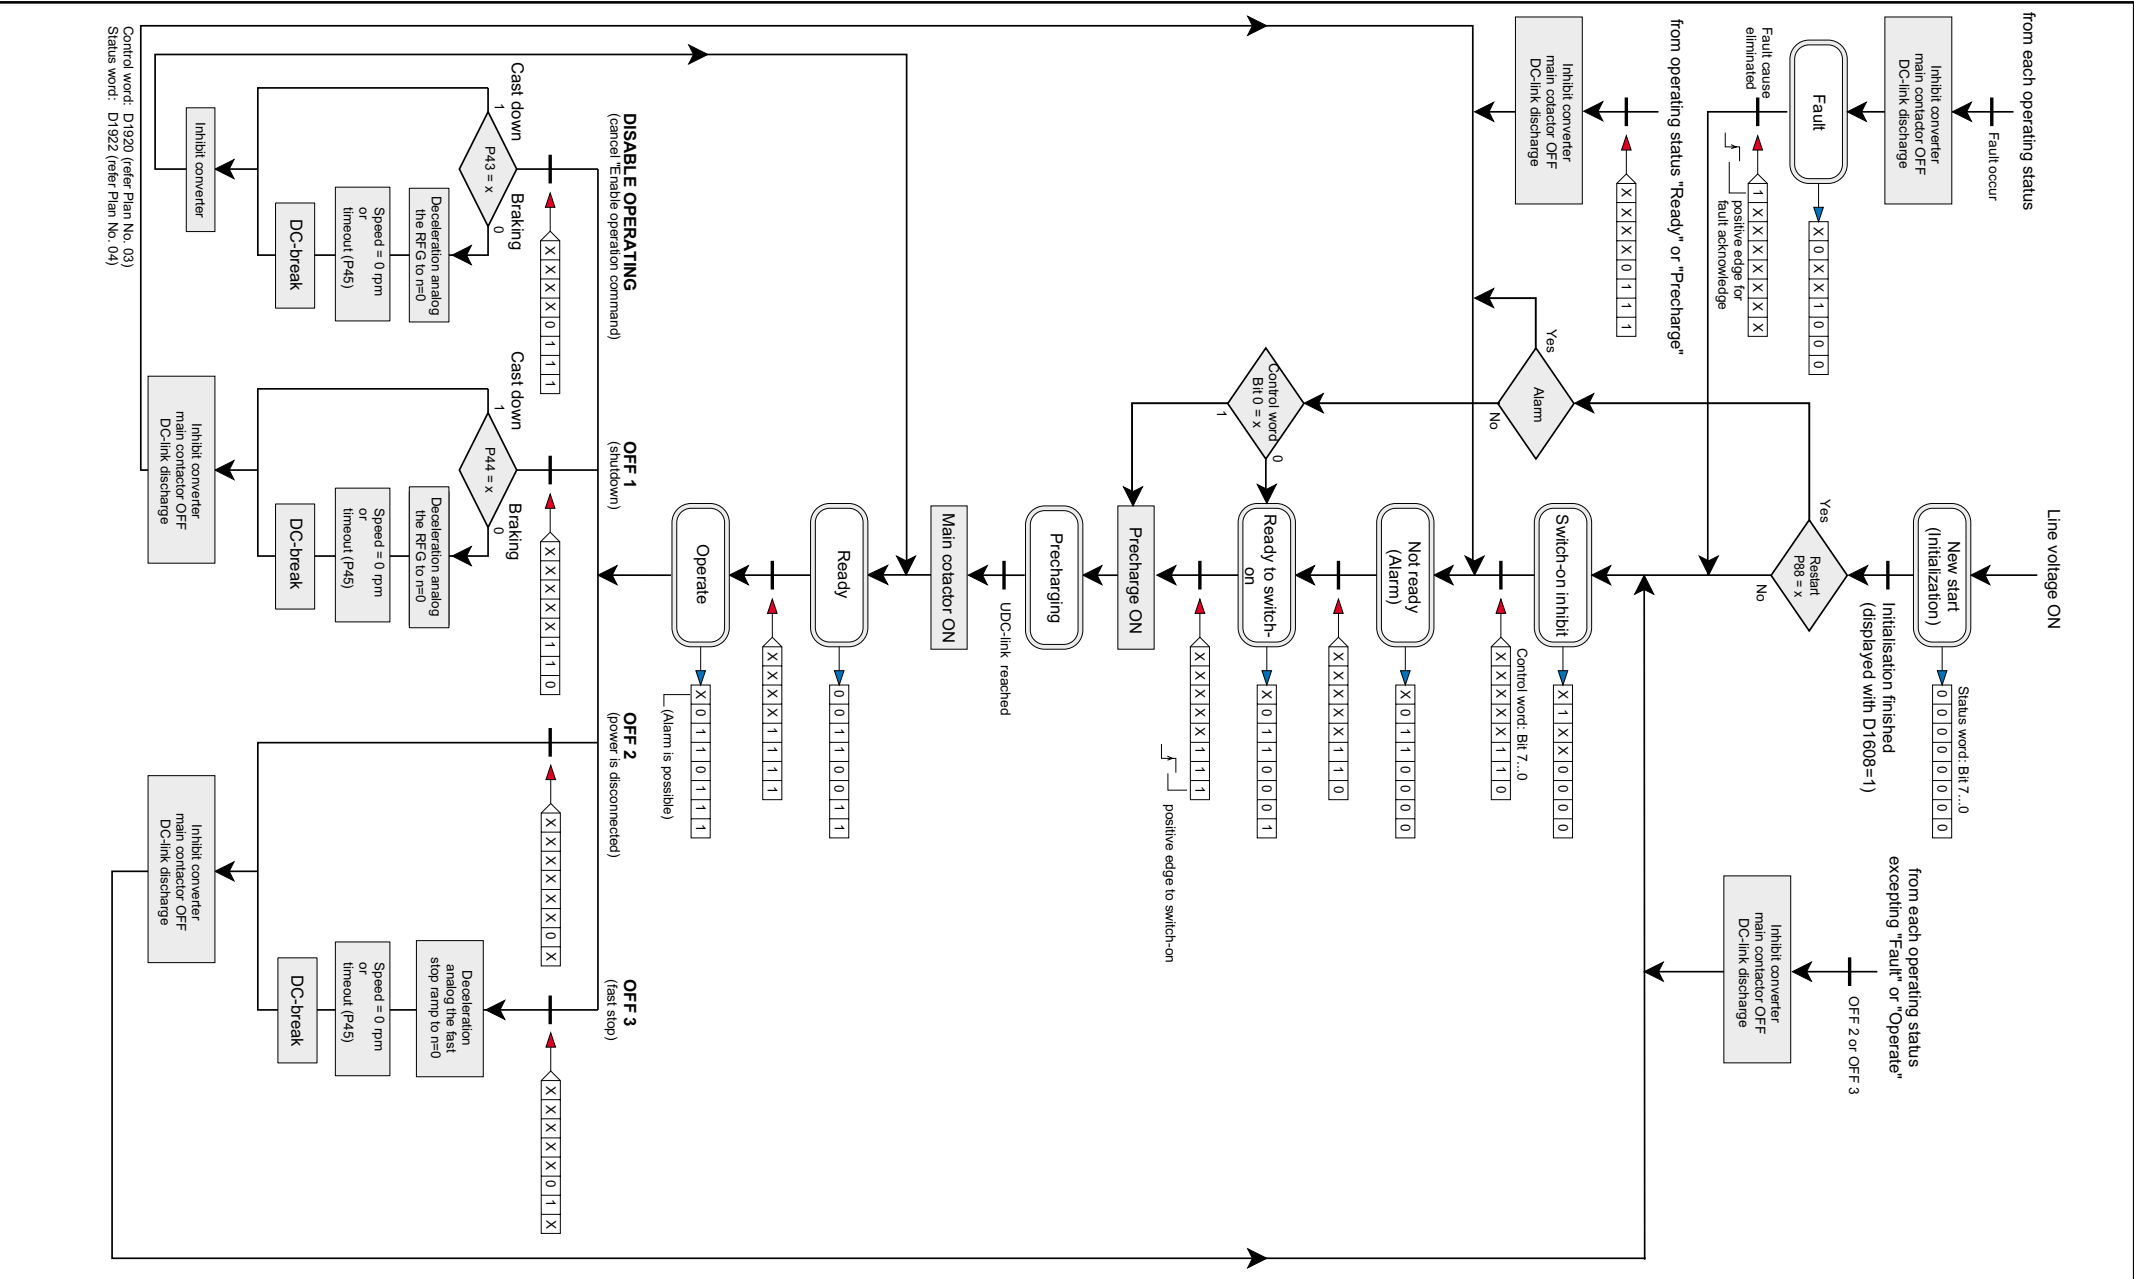 from each operating status
Fault occur
Inhibit converter
main contactor OFF
DC-link discharge
Fault
X 0 X X 1 0 0 0
Fault cause
eliminated
1 X X X X X X X
positive edge for
fault acknowledge
from operating status "Ready" or "Precharge"
X X X X 0 1 1 1
Inhibit converter
main cotactor OFF
DC-link discharge
Line voltage ON
New start
(Initialization)
Status word: Bit 7...0
0 0 0 0 0 0 0 0
Initialisation finished
(displayed with D1608=1)
Restart
P88 = x
Yes
No
from each operating status
excepting "Fault" or "Operate"
OFF 2 or OFF 3
Inhibit converter
main contactor OFF
DC-link discharge
Alarm
Yes
No
Switch-on inhibit
X 1 X X 0 0 0 0
Control word: Bit 7...0
X X X X X 1 1 0
Not ready
(Alarm)
X 0 1 1 0 0 0 0
X X X X X 1 1 0
Control word
Bit 0 = x
0
1
Ready to switch-
on
X 0 1 1 0 0 0 1
X X X X X 1 1 1
positive edge to switch-on
Precharge ON
Precharging
UDC-link reached
Main cotactor ON
Ready
0 0 1 1 0 0 1 1
X X X X 1 1 1 1
Operate
X 0 1 1 0 1 1 1
(Alarm is possible)
DISABLE OPERATING
(cancel "Enable operation command)
X X X X 0 1 1 1
Cast down
Braking
1
P43 = x
0
Deceleration analog
the RFG to n=0
Speed = 0 rpm
or
timeout (P45)
DC-break
Inhibit converter
OFF 1
(shutdown)
X X X X X 1 1 0
Cast down
Braking
1
P44 = x
0
Deceleration analog
the RFG to n=0
Speed = 0 rpm
or
timeout (P45)
DC-break
Inhibit converter
main contactor OFF
DC-link discharge
OFF 2
(power is disconnected)
X X X X X X 0 X
OFF 3
(fast stop)
X X X X X 0 1 X
Deceleration
analog the fast
stop ramp to n=0
Speed = 0 rpm
or
timeout (P45)
DC-break
Inhibit converter
main contactor OFF
DC-link discharge
Control word: D1920 (refer Plan No. 03)
Status word: D1922 (refer Plan No. 04)